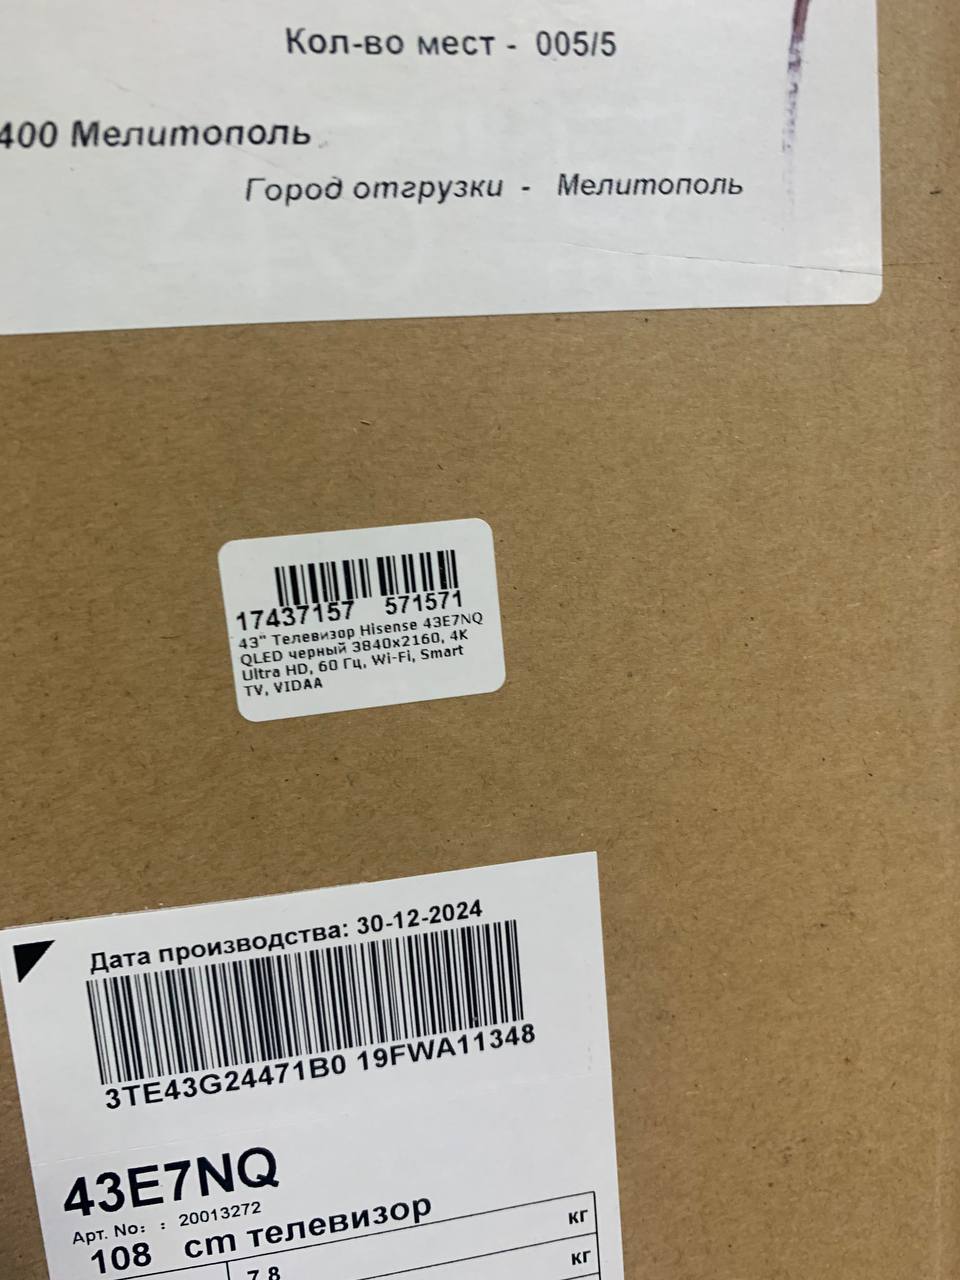 Кол-во мест - 005/5
400 Мелитополь
Город отгрузки - Мелитополь
17437157 571571
43" Телевизор Hisense 43E7NQ
QLED черный 3840x2160, 4K
Ultra HD, 60 Гц, Wi-Fi, Smart
TV, VIDAA
Дата производства: 30-12-2024
3TE43G24471B0 19FWA11348
43E7NQ
Арт. No: : 20013272
108 cm телевизор
кг
7,8 кг